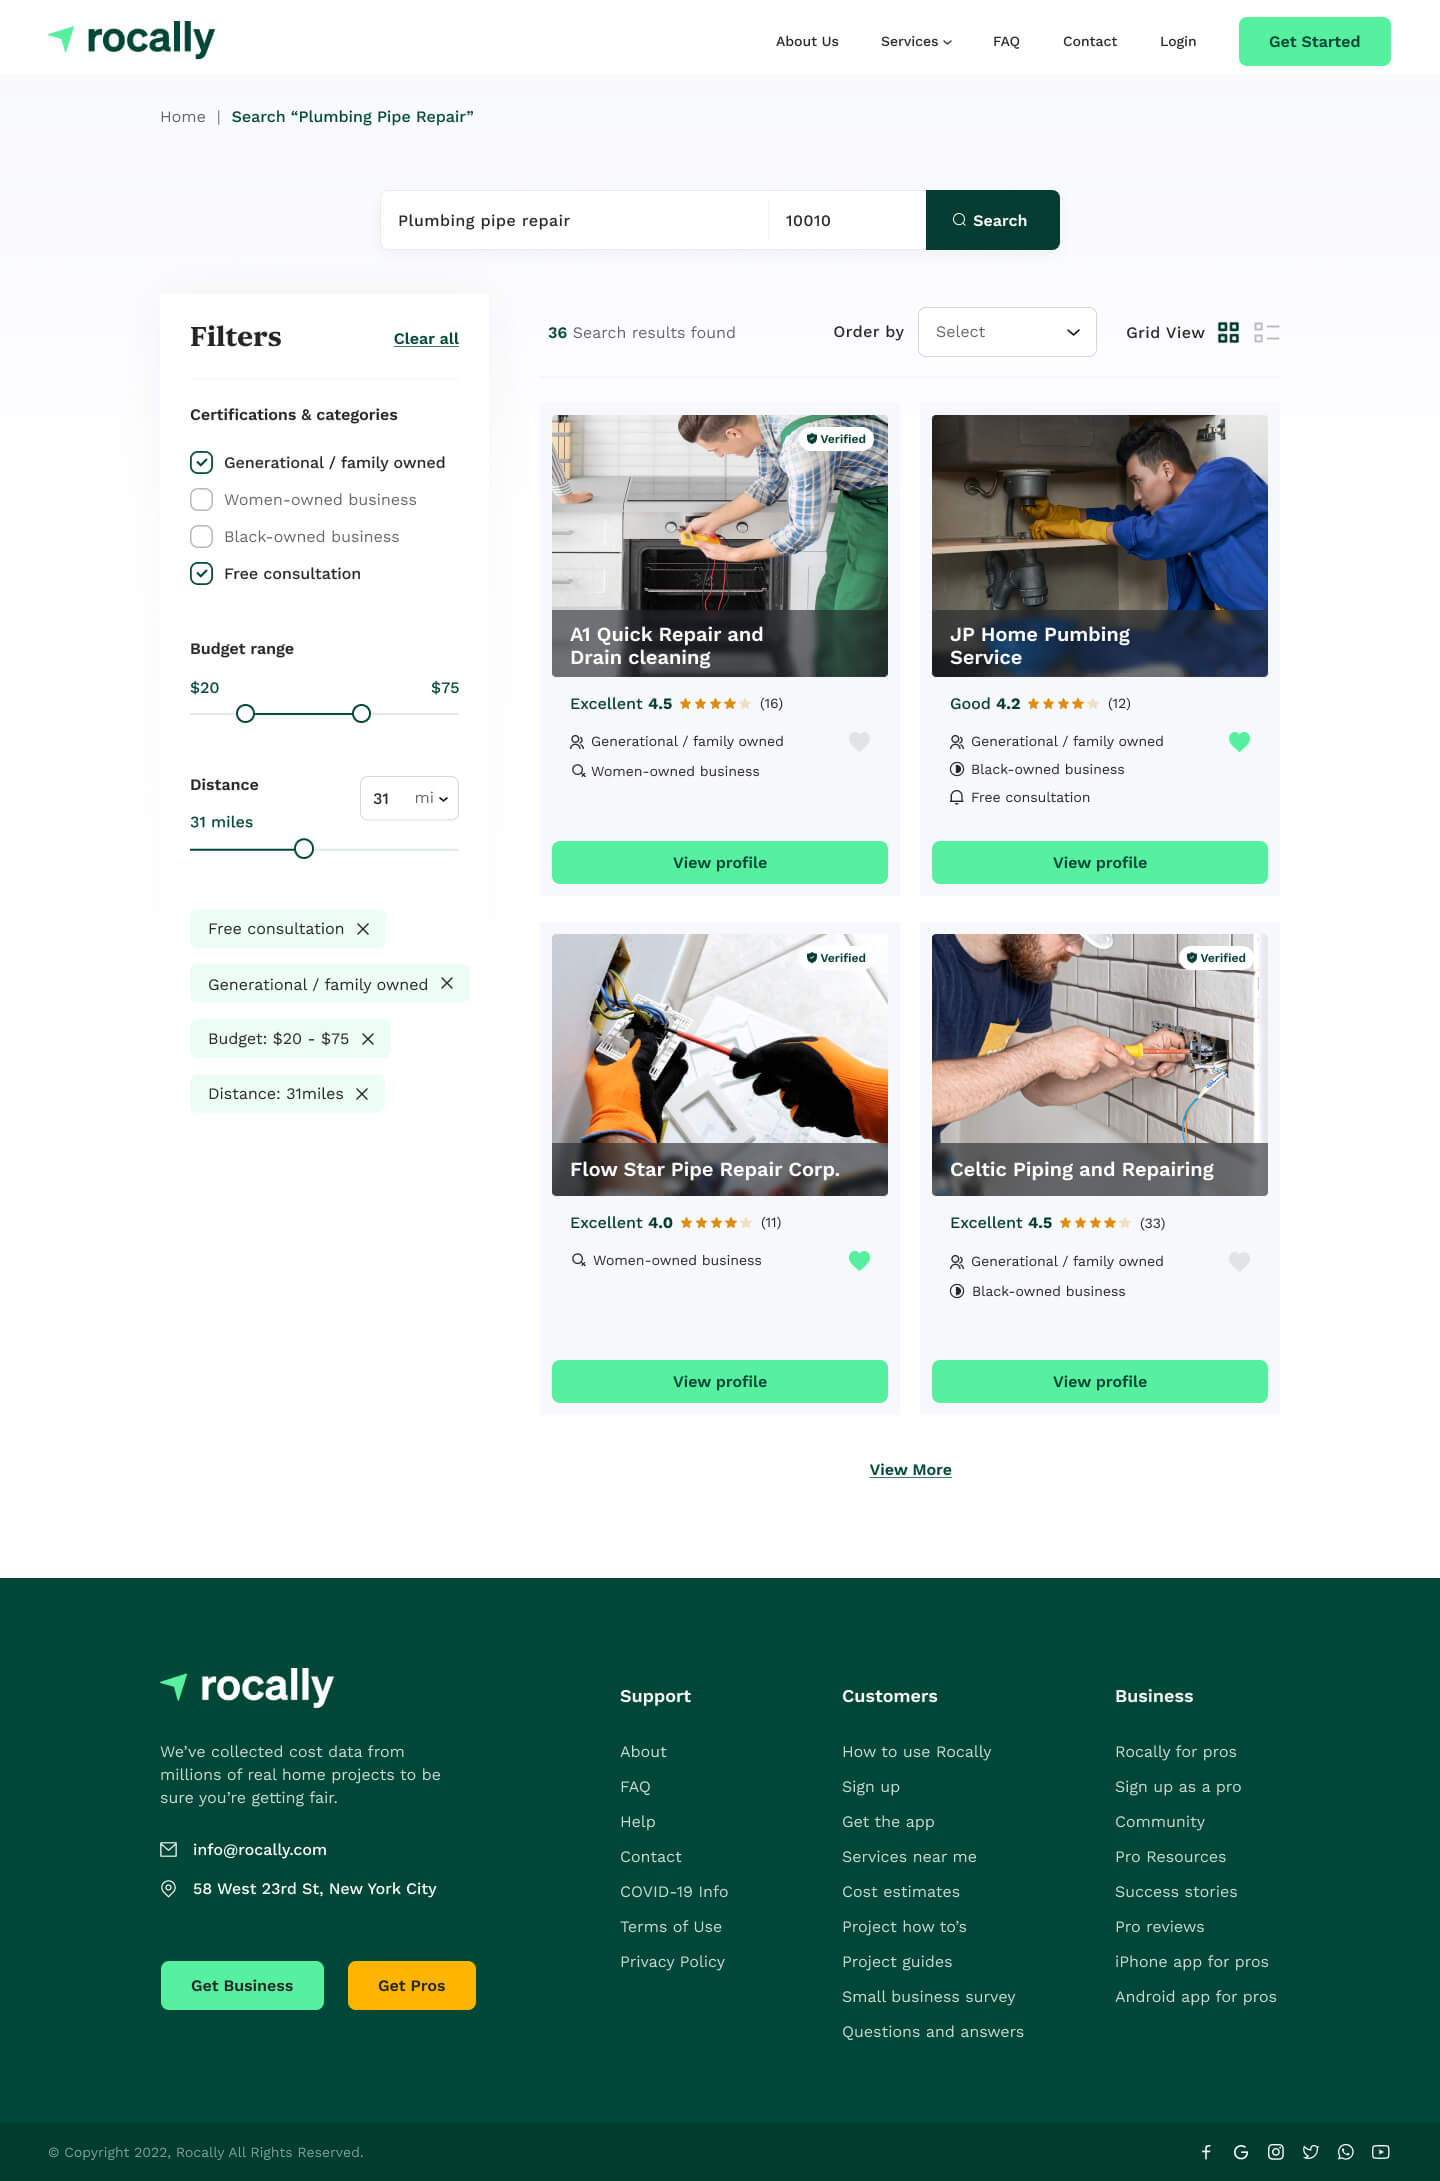 rocally
About Us
Services
FAQ
Contact
Login
Get Started
Home | Search “Plumbing Pipe Repair”
Plumbing pipe repair
10010
Search
Filters
Clear all
Certifications & categories
Generational / family owned
Women-owned business
Black-owned business
Free consultation
Budget range
$20
$75
Distance
31 mi
31 miles
Free consultation
Generational / family owned
Budget: $20 - $75
Distance: 31miles
36 Search results found
Order by
Select
Grid View
Verified
A1 Quick Repair and
Drain cleaning
Excellent 4.5 (16)
Generational / family owned
Women-owned business
View profile
JP Home Pumbing
Service
Good 4.2 (12)
Generational / family owned
Black-owned business
Free consultation
View profile
Verified
Flow Star Pipe Repair Corp.
Excellent 4.0 (11)
Women-owned business
View profile
Verified
Celtic Piping and Repairing
Excellent 4.5 (33)
Generational / family owned
Black-owned business
View profile
View More
rocally
We’ve collected cost data from
millions of real home projects to be
sure you’re getting fair.
info@rocally.com
58 West 23rd St, New York City
Get Business
Get Pros
Support
About
FAQ
Help
Contact
COVID-19 Info
Terms of Use
Privacy Policy
Customers
How to use Rocally
Sign up
Get the app
Services near me
Cost estimates
Project how to’s
Project guides
Small business survey
Questions and answers
Business
Rocally for pros
Sign up as a pro
Community
Pro Resources
Success stories
Pro reviews
iPhone app for pros
Android app for pros
© Copyright 2022, Rocally All Rights Reserved.